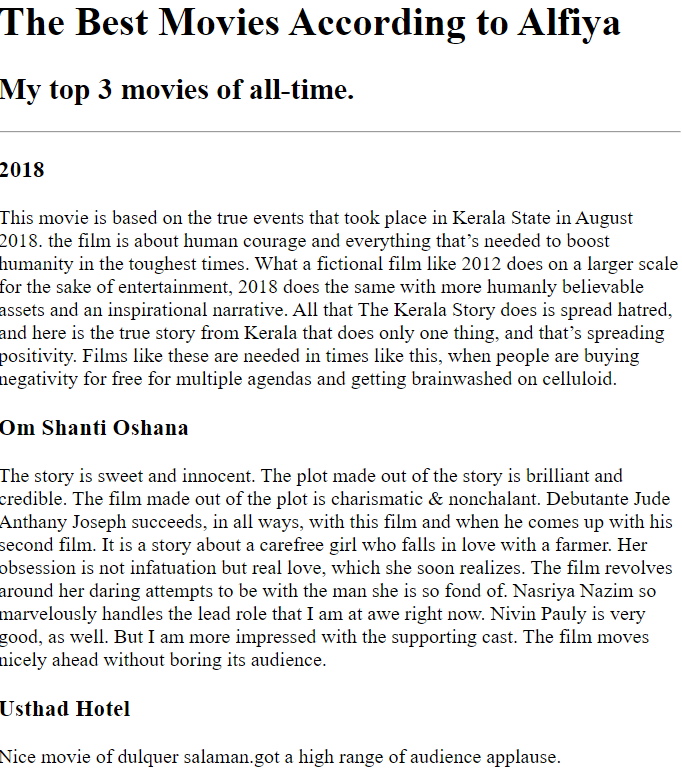 The Best Movies According to Alfiya
My top 3 movies of all-time.
2018
This movie is based on the true events that took place in Kerala State in August
2018. the film is about human courage and everything that’s needed to boost
humanity in the toughest times. What a fictional film like 2012 does on a larger scale
for the sake of entertainment, 2018 does the same with more humanly believable
assets and an inspirational narrative. All that The Kerala Story does is spread hatred,
and here is the true story from Kerala that does only one thing, and that’s spreading
positivity. Films like these are needed in times like this, when people are buying
negativity for free for multiple agendas and getting brainwashed on celluloid.
Om Shanti Oshana
The story is sweet and innocent. The plot made out of the story is brilliant and
credible. The film made out of the plot is charismatic & nonchalant. Debutante Jude
Anthany Joseph succeeds, in all ways, with this film and when he comes up with his
second film. It is a story about a carefree girl who falls in love with a farmer. Her
obsession is not infatuation but real love, which she soon realizes. The film revolves
around her daring attempts to be with the man she is so fond of. Nasriya Nazim so
marvelously handles the lead role that I am at awe right now. Nivin Pauly is very
good, as well. But I am more impressed with the supporting cast. The film moves
nicely ahead without boring its audience.
Usthad Hotel
Nice movie of dulquer salaman.got a high range of audience applause.